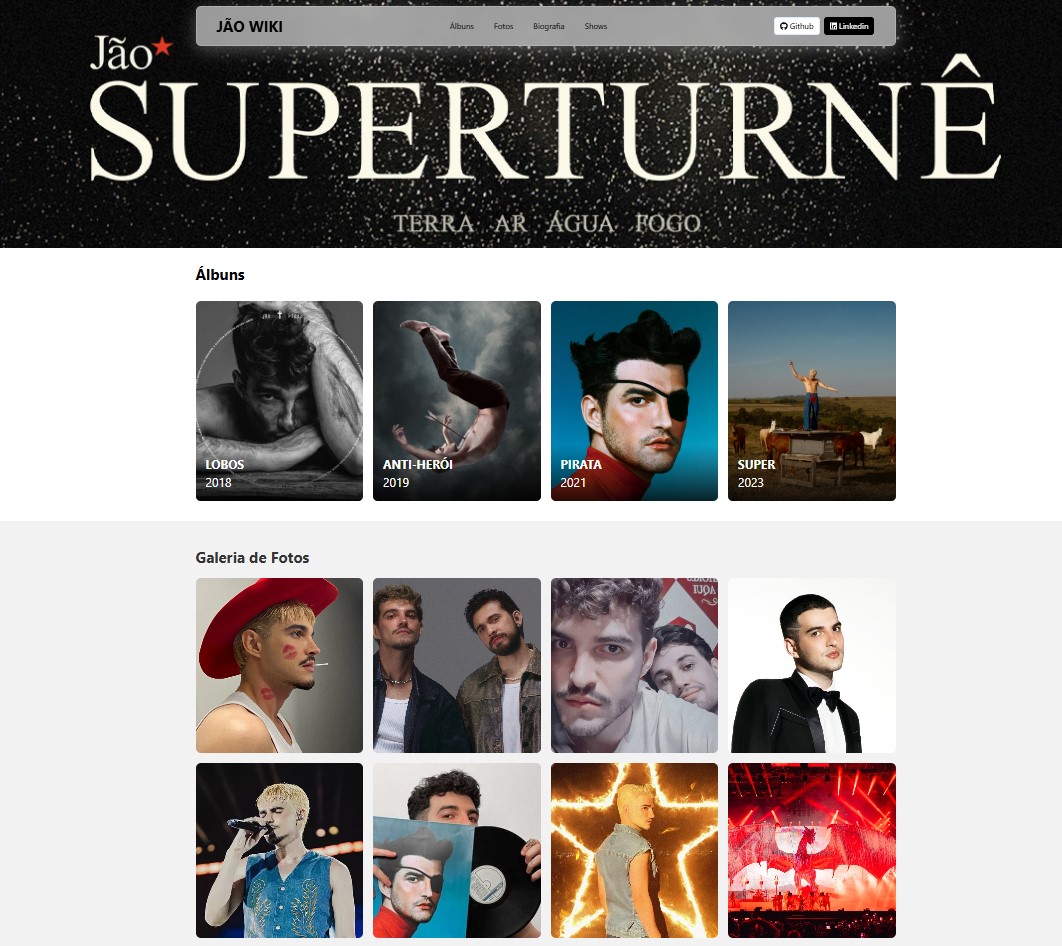 JÃO WIKI
Álbuns
Fotos
Biografia
Shows
Github
Linkedin
Jão
SUPERTURNÊ
TERRA AR ÁGUA FOGO
Álbuns
LOBOS
2018
ANTI-HERÓI
2019
PIRATA
2021
SUPER
2023
Galeria de Fotos
AQUI